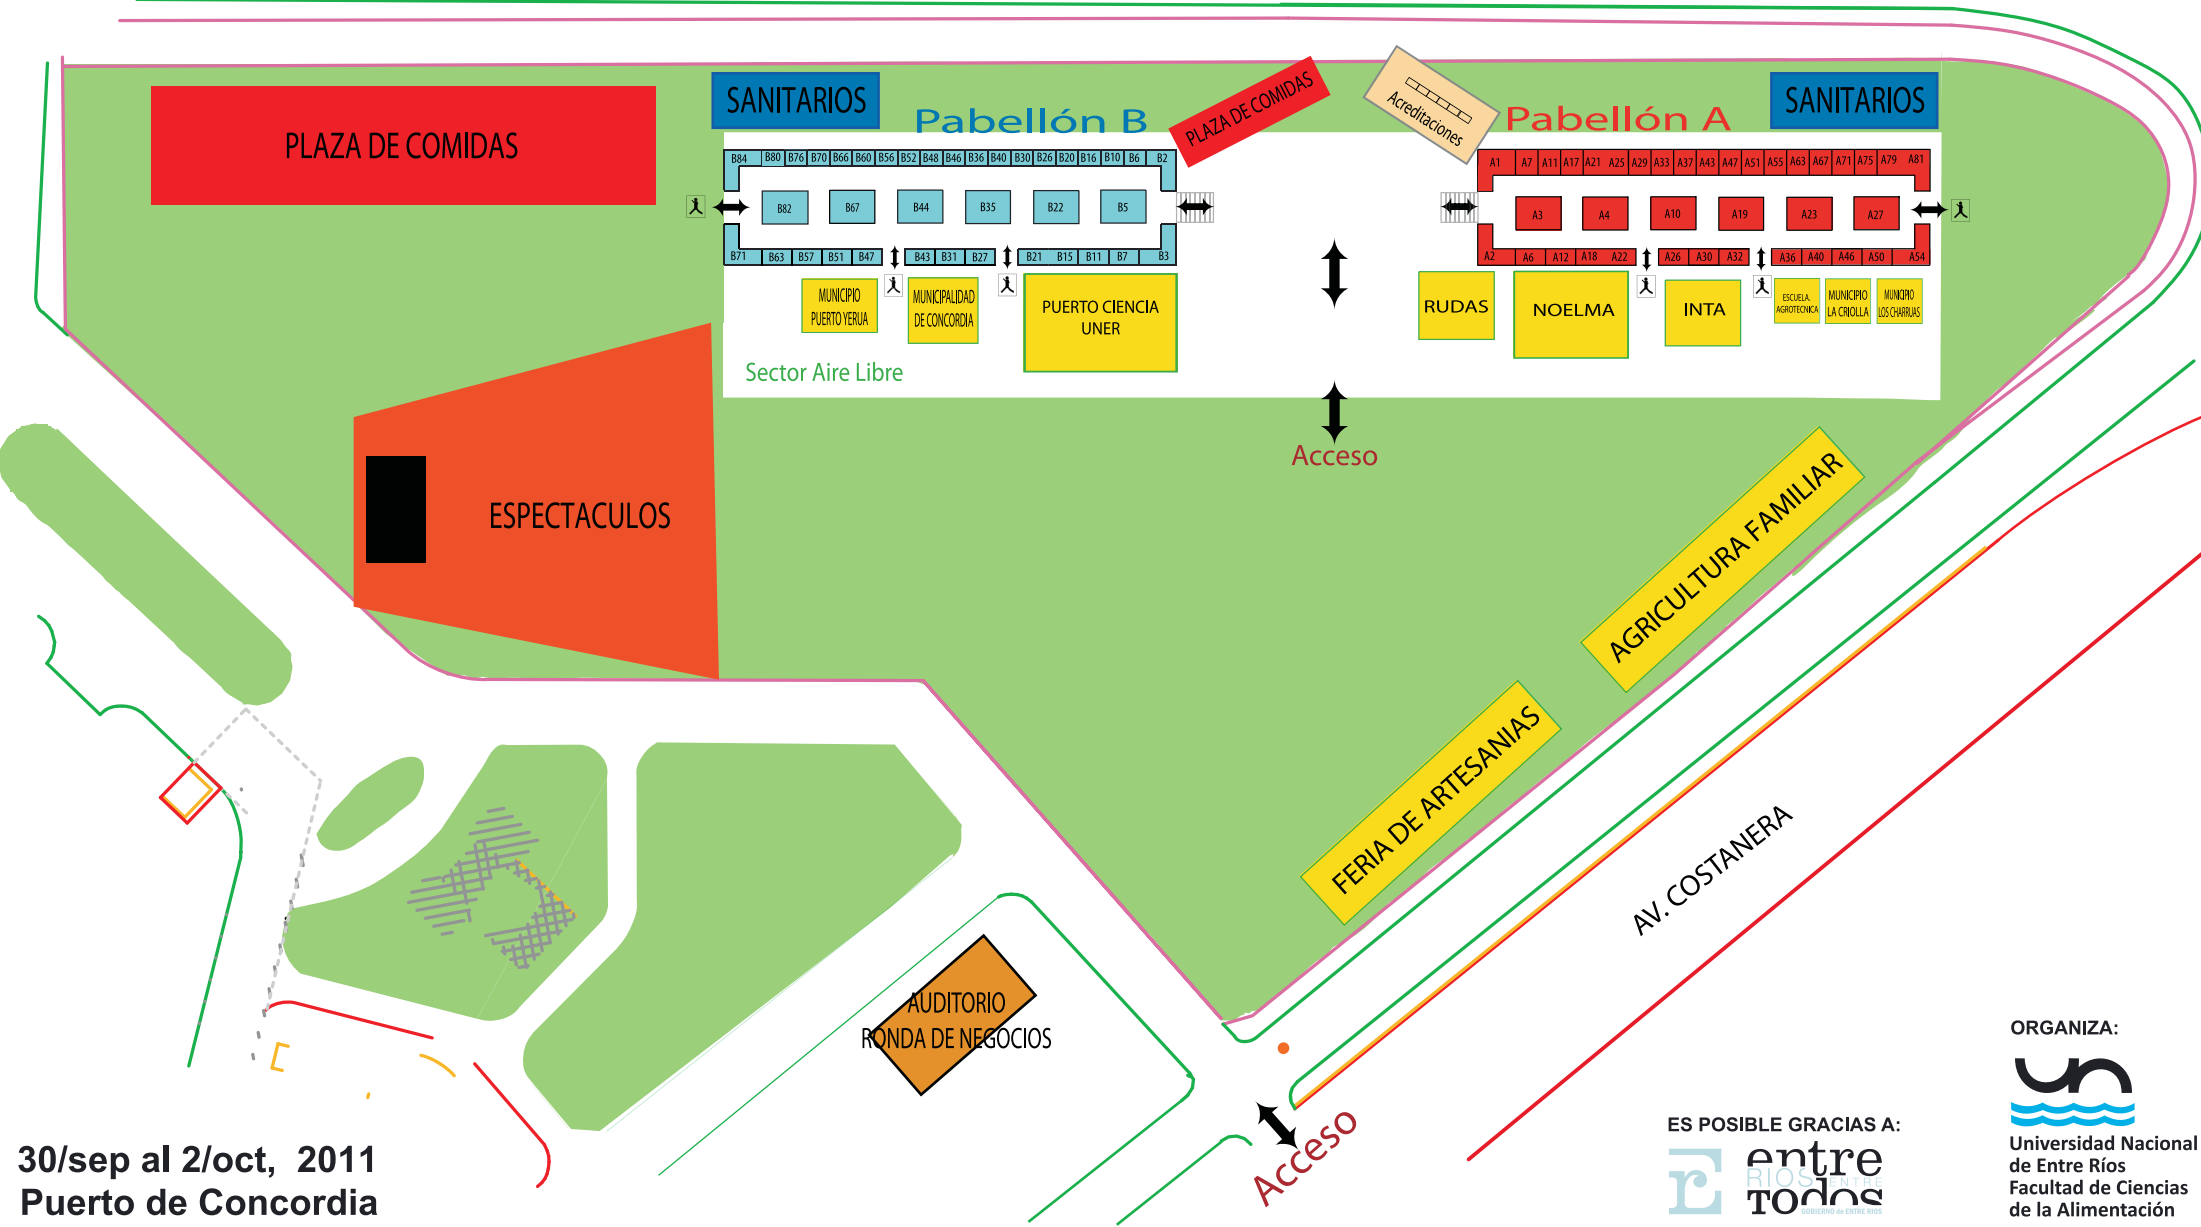 SANITARIOS
PLAZA DE COMIDAS
Pabellón B
PLAZA DE COMIDAS
Acreditaciones
Pabellón A
SANITARIOS
B84 B80 B76 B70 B66 B60 B56 B52 B48 B46 B36 B40 B30 B26 B20 B16 B10 B6 B2
A1 A7 A11 A17 A21 A25 A29 A33 A37 A43 A47 A51 A55 A63 A67 A71 A75 A79 A81
B82 B67 B44 B35 B22 B5
A3 A4 A10 A19 A23 A27
B71 B63 B57 B51 B47 B43 B31 B27 B21 B15 B11 B7 B3
A2 A6 A12 A18 A22 A26 A30 A32 A36 A40 A46 A50 A54
MUNICIPIO
PUERTO YERUA
MUNICIPALIDAD
DE CONCORDIA
PUERTO CIENCIA
UNER
RUDAS
NOELMA
INTA
ESCUELA.
AGROTECNICA
MUNICIPIO
LA CRIOLLA
MUNICIPIO
LOS CHARRUAS
Sector Aire Libre
Acceso
ESPECTACULOS
AGRICULTURA FAMILIAR
FERIA DE ARTESANIAS
AV. COSTANERA
AUDITORIO
RONDA DE NEGOCIOS
Acceso
30/sep al 2/oct, 2011
Puerto de Concordia
ES POSIBLE GRACIAS A:
r
entre
RIOS ENTRE
TODOS
GOBIERNO de ENTRE RIOS
ORGANIZA:
Universidad Nacional
de Entre Ríos
Facultad de Ciencias
de la Alimentación